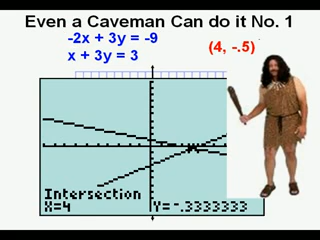 Even a Caveman Can do it No. 1
-2x + 3y = -9
x + 3y = 3
(4, -.5)
Intersection
X=4 Y=-.3333333